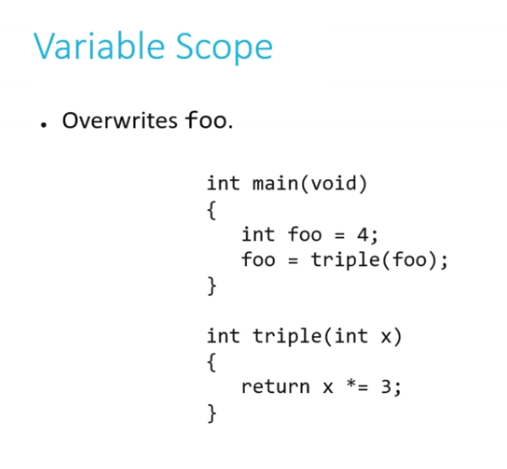 Variable Scope
• Overwrites foo.
int main(void)
{
int foo = 4;
foo = triple(foo);
}
int triple(int x)
{
return x *= 3;
}